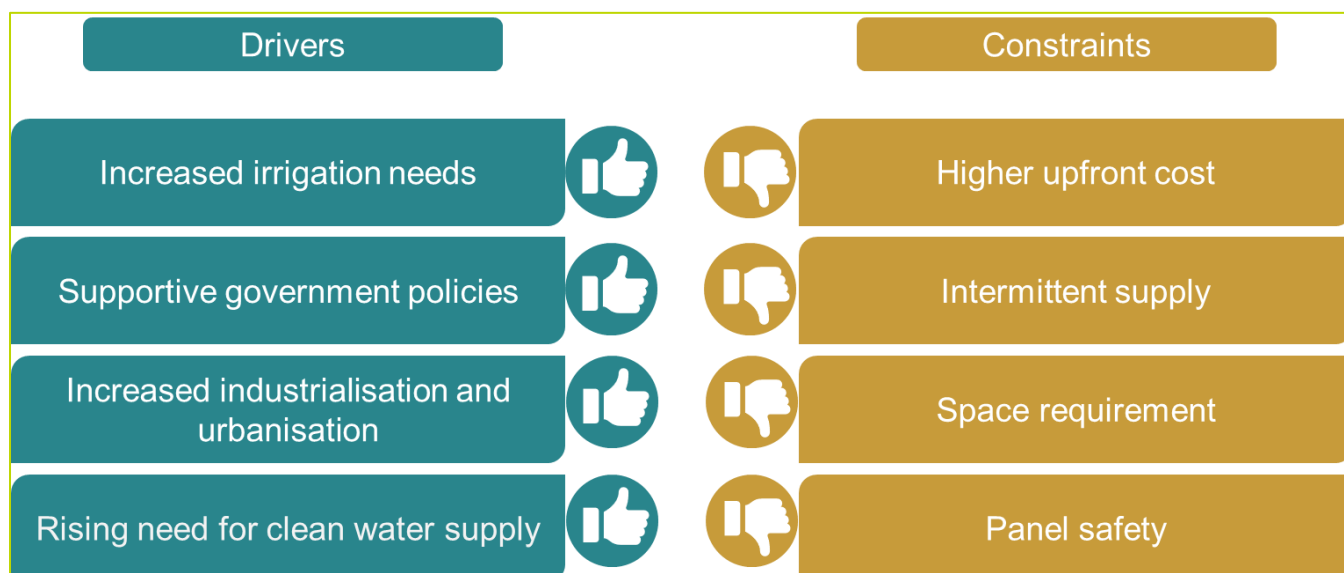 Drivers
Constraints
Increased irrigation needs
Higher upfront cost
Supportive government policies
Intermittent supply
Increased industrialisation and
urbanisation
Space requirement
Rising need for clean water supply
Panel safety